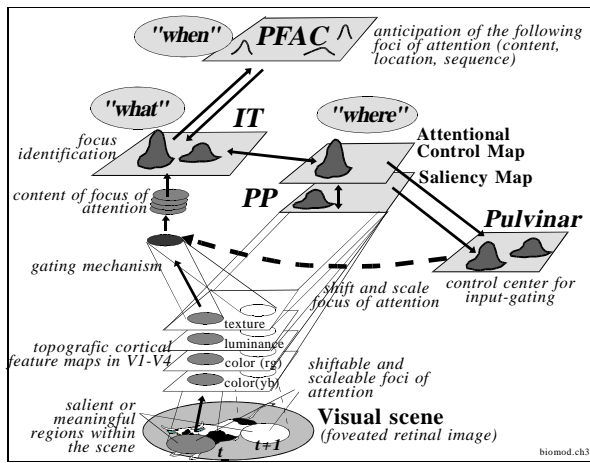 "when"
PFAC
anticipation of the following
foci of attention (content,
location, sequence)
"what"
IT
"where"
focus
identification
Attentional
Control Map
Saliency Map
PP
content of focus of
attention
Pulvinar
gating mechanism
shift and scale
focus of attention
control center for
input-gating
texture
luminance
color (rg)
color(yb)
topografic cortical
feature maps in V1-V4
shiftable and
scaleable foci of
attention
salient or
meaningful
regions within
the scene
t
t+1
Visual scene
(foveated retinal image)
biomod.ch3